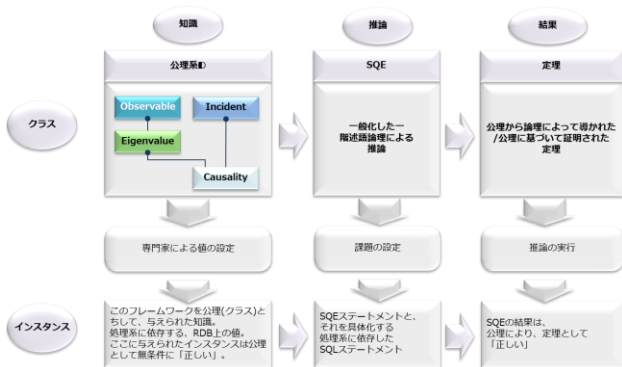 知識
推論
結果
公理系
SQE
定理
クラス
Observable
Incident
Eigenvalue
Causality
一般化した一
階述語論理による
推論
公理から論理によって導かれた
/公理に基づいて証明された
定理
専門家による値の設定
課題の設定
推論の実行
インスタンス
このフレームワークを公理(クラス)と
ちして、与えられた知識。
処理系に依存する、RDB上の値。
ここに与えられたインスタンスは公理
として無条件に「正しい」。
SQEステートメントと、
それを具体化する
処理系に依存した
SQLステートメント
SQEの結果は、
公理により、定理として
「正しい」